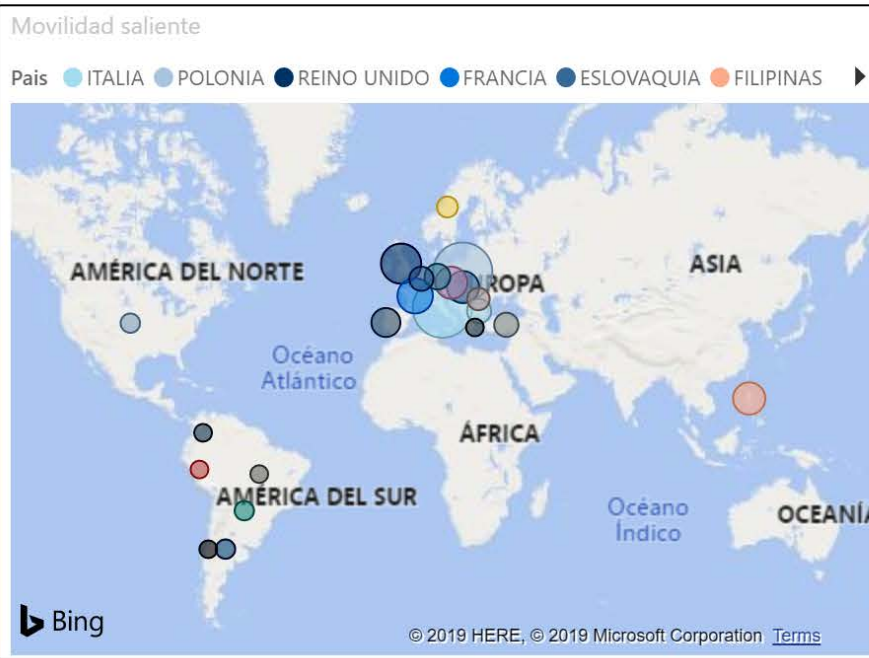 Movilidad saliente
Pais ITALIA POLONIA REINO UNIDO FRANCIA ESLOVAQUIA FILIPINAS
AMÉRICA DEL NORTE
ROPA
ASIA
Océano
Atlántico
ÁFRICA
AMÉRICA DEL SUR
Océano
Índico
OCEANÍA
Bing
© 2019 HERE, © 2019 Microsoft Corporation Terms